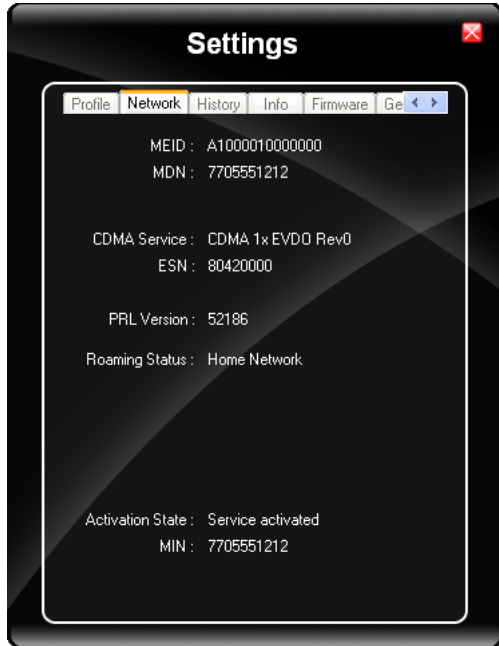 Settings
Profile Network History Info Firmware Ge
MEID : A1000010000000
MDN : 7705551212
CDMA Service : CDMA 1x EVDO Rev0
ESN : 80420000
PRL Version : 52186
Roaming Status : Home Network
Activation State : Service activated
MIN : 7705551212